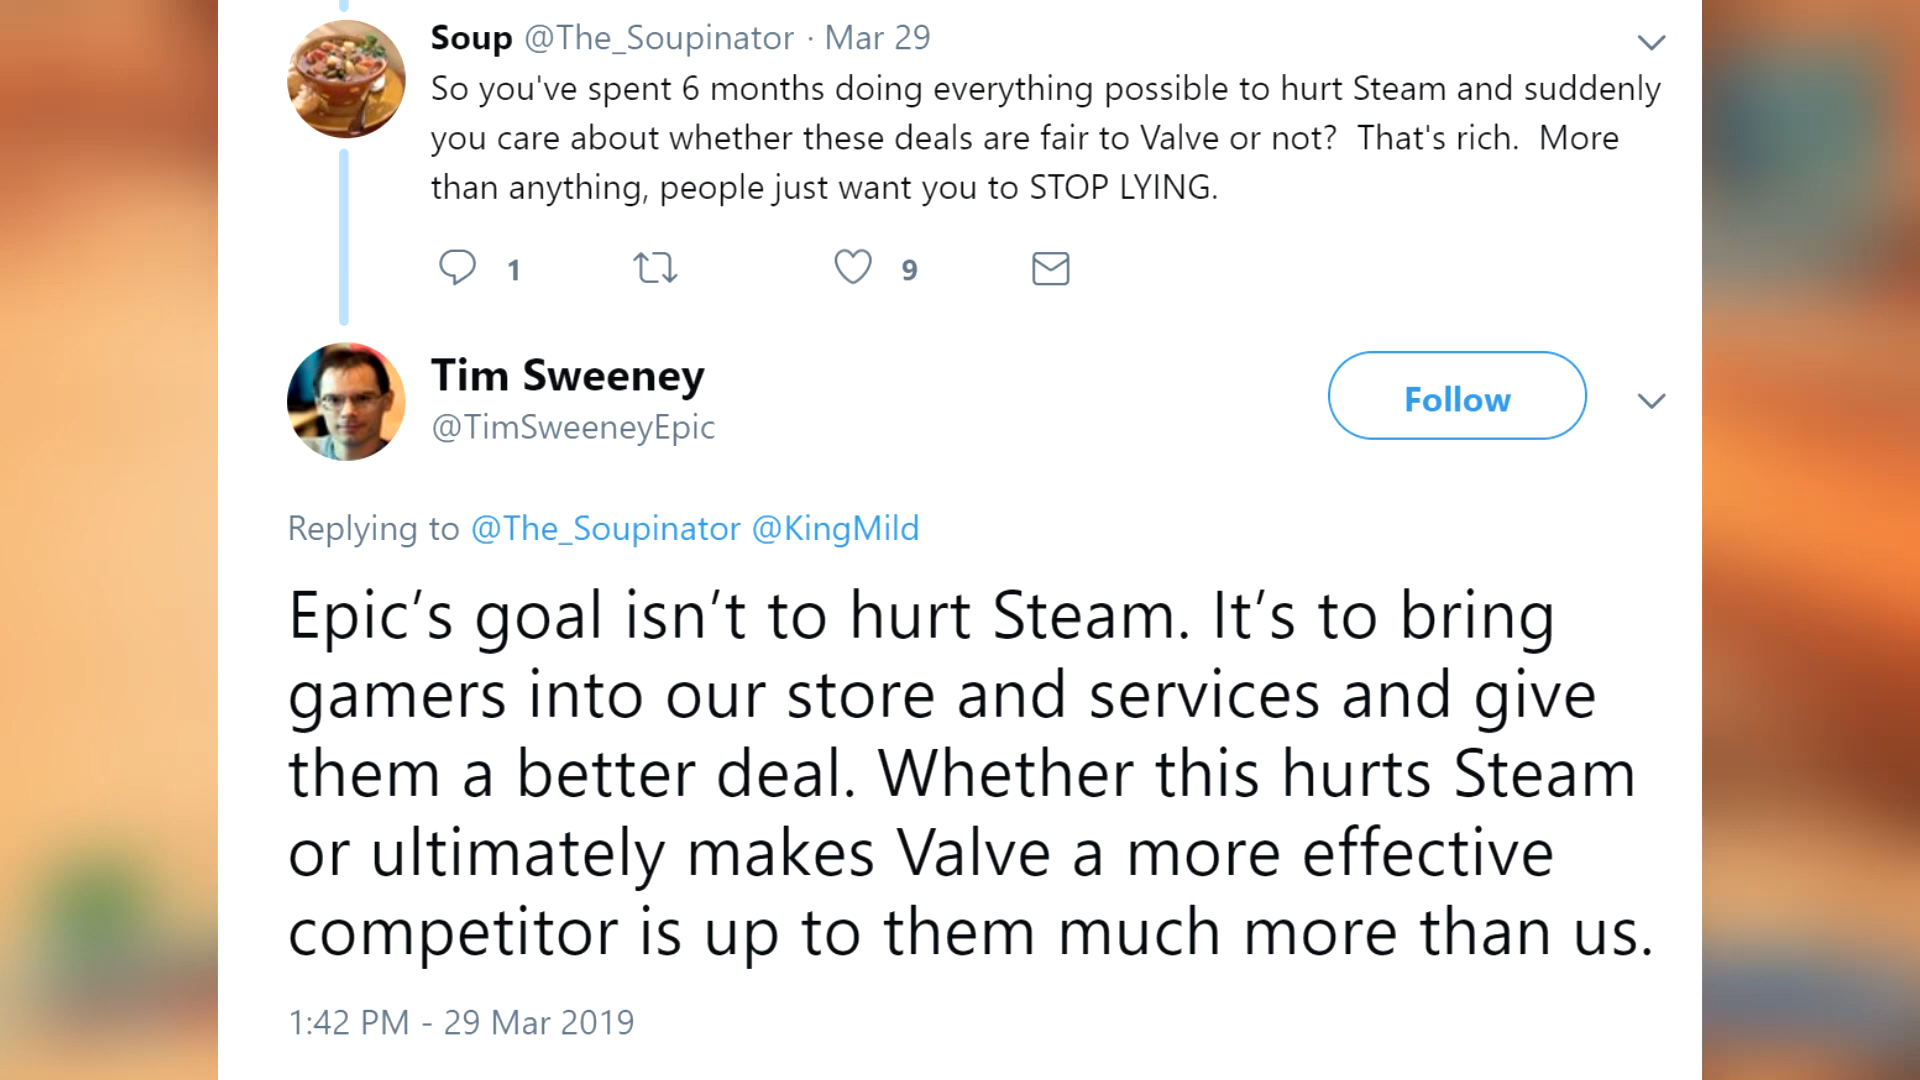 Soup @The_Soupinator · Mar 29
So you've spent 6 months doing everything possible to hurt Steam and suddenly
you care about whether these deals are fair to Valve or not?  That's rich.  More
than anything, people just want you to STOP LYING.
1 9
Tim Sweeney
@TimSweeneyEpic
Follow
Replying to @The_Soupinator @KingMild
Epic’s goal isn’t to hurt Steam. It’s to bring
gamers into our store and services and give
them a better deal. Whether this hurts Steam
or ultimately makes Valve a more effective
competitor is up to them much more than us.
1:42 PM - 29 Mar 2019